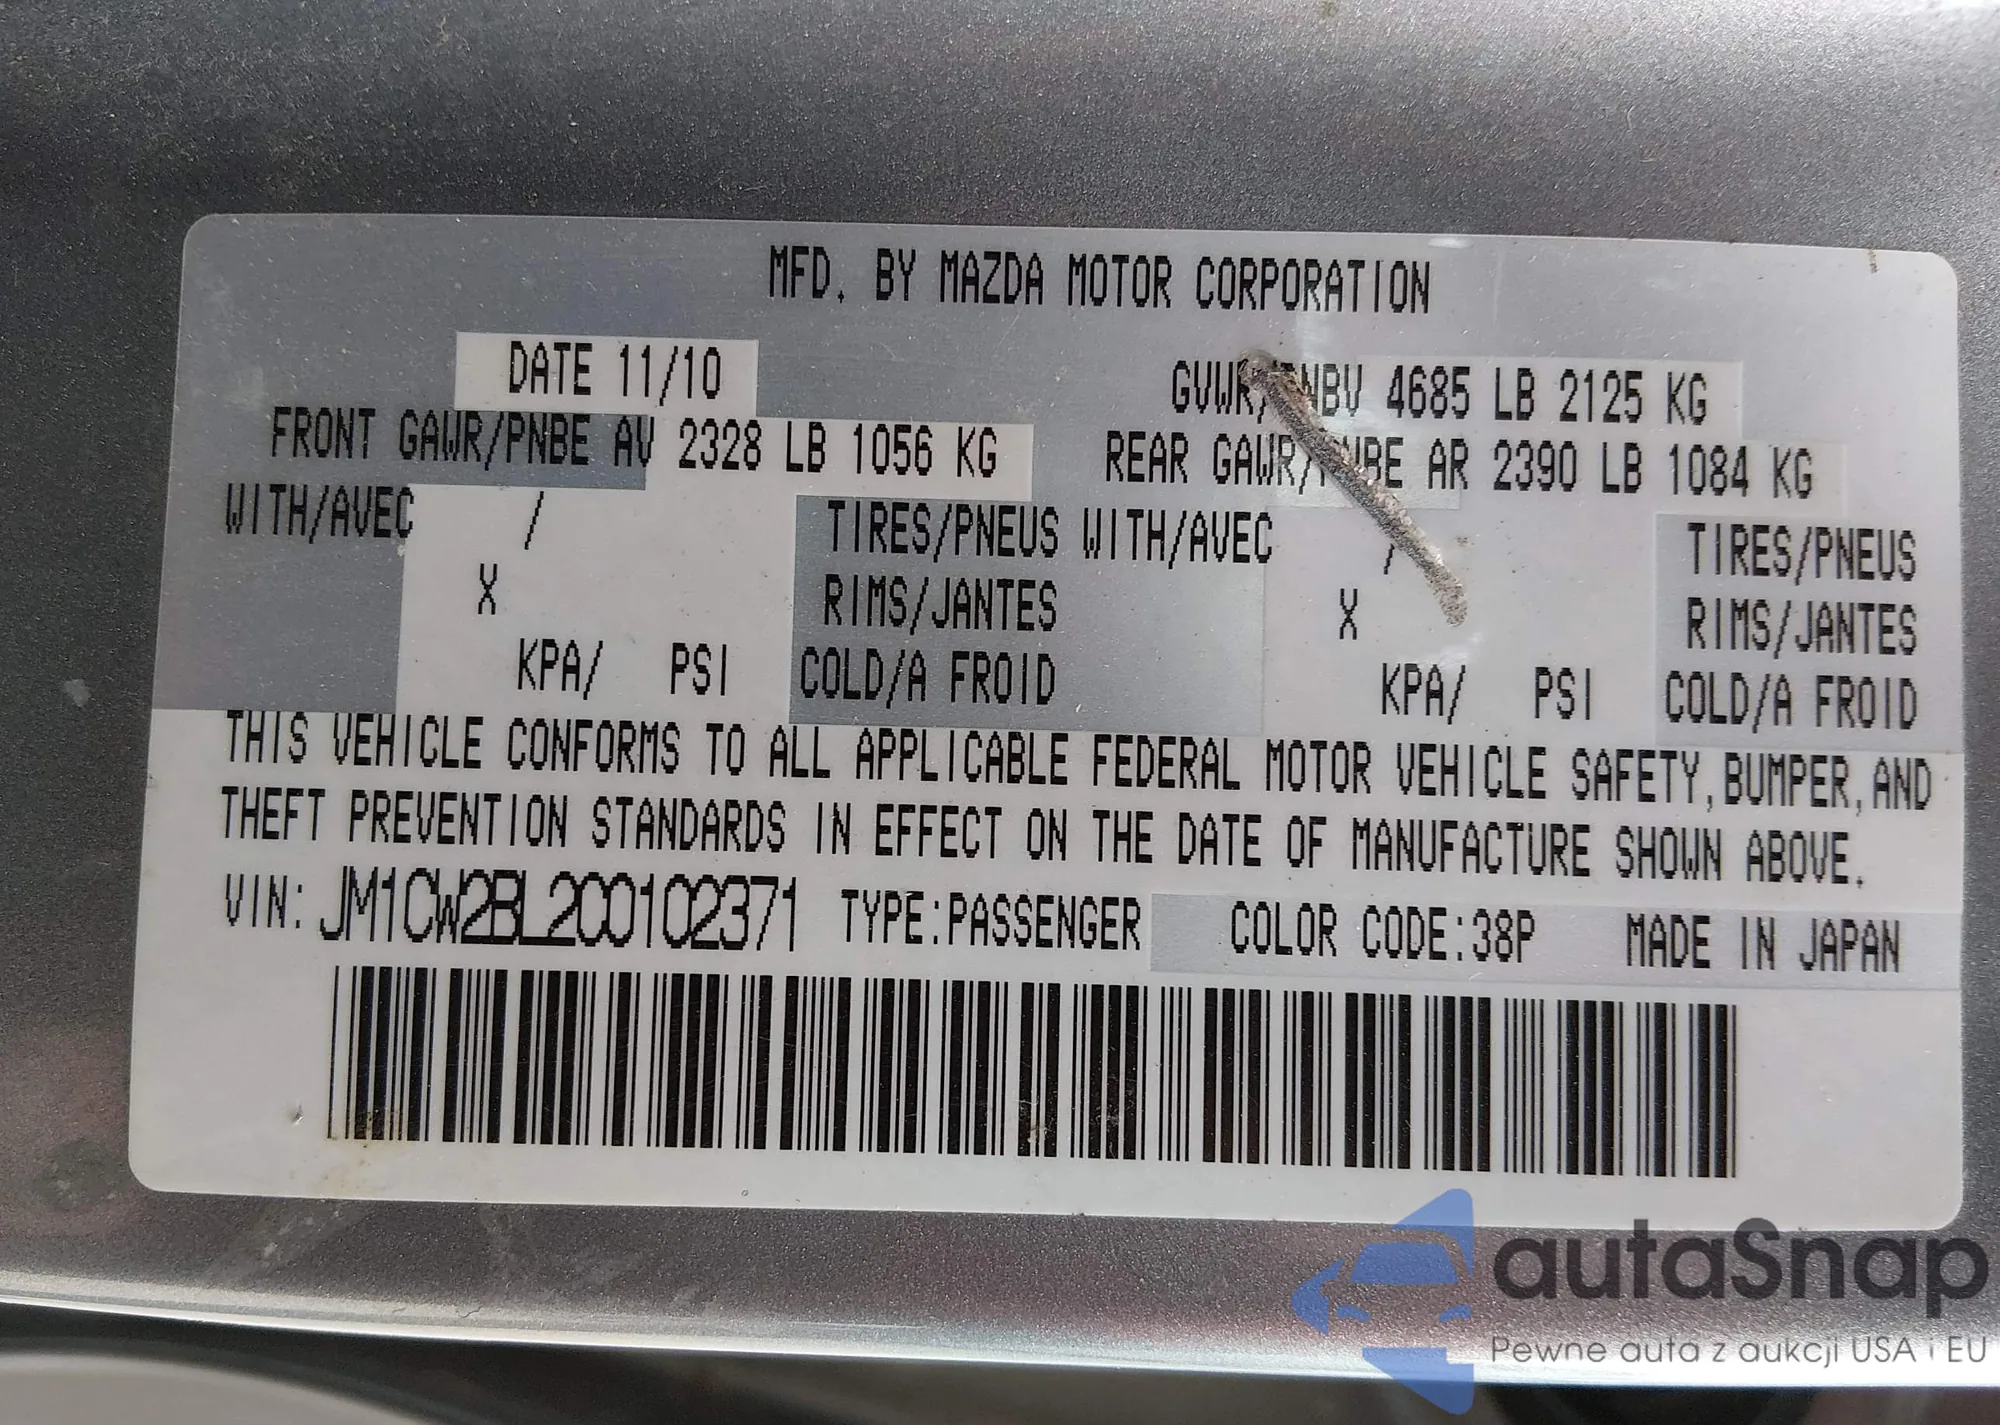 MFD. BY MAZDA MOTOR CORPORATION
DATE 11/10 GVWR/PNBV 4685 LB 2125 KG
FRONT GAWR/PNBE AV 2328 LB 1056 KG REAR GAWR/PNBE AR 2390 LB 1084 KG
WITH/AVEC / TIRES/PNEUS WITH/AVEC / TIRES/PNEUS
X RIMS/JANTES X RIMS/JANTES
KPA/ PSI COLD/A FROID KPA/ PSI COLD/A FROID
THIS VEHICLE CONFORMS TO ALL APPLICABLE FEDERAL MOTOR VEHICLE SAFETY, BUMPER, AND
THEFT PREVENTION STANDARDS IN EFFECT ON THE DATE OF MANUFACTURE SHOWN ABOVE.
VIN: JM1CW2BL2C0102371 TYPE:PASSENGER COLOR CODE:38P MADE IN JAPAN
autaSnap
Pewne auta z aukcji USA i EU